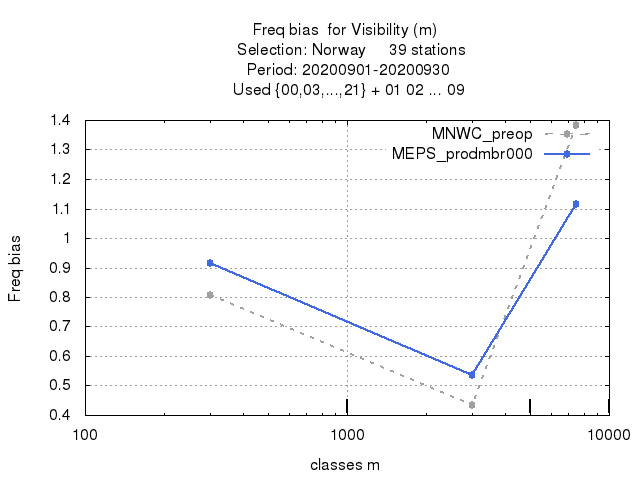 Freq bias  for Visibility (m)
Selection: Norway     39 stations
Period: 20200901-20200930
Used {00,03,...,21} + 01 02 ... 09
1.4
1.3
1.2
1.1
1
0.9
0.8
0.7
0.6
0.5
0.4
MNWC_preop
MEPS_prodmbr000
Freq bias
100
1000
10000
classes m